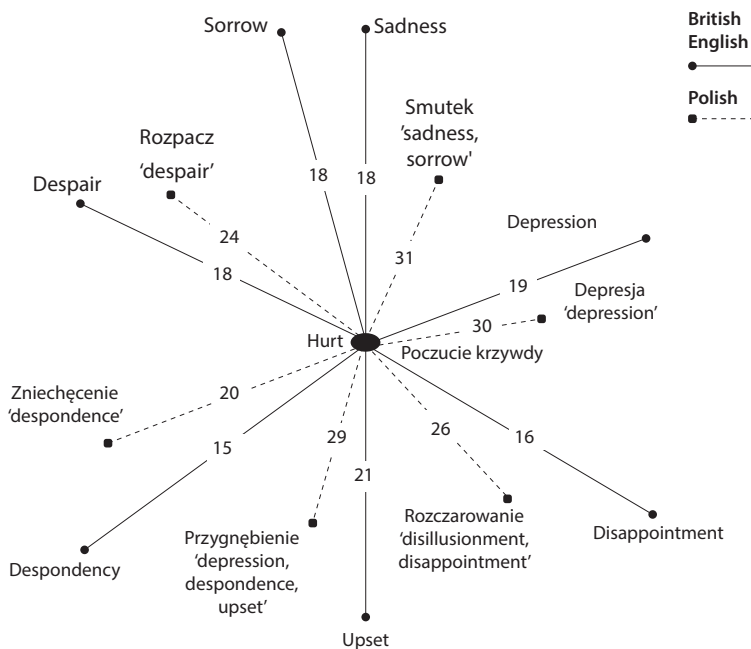 Sorrow
Sadness
British
English
Polish
Smutek
'sadness,
sorrow'
Rozpacz
‘despair’
Despair
18
18
24
18
31
Depression
19
Depresja
‘depression’
30
Hurt
Poczucie krzywdy
Zniechęcenie
‘despondence’
20
15
29
26
16
21
Despondency
Przygnębienie
‘depression,
despondence,
upset’
Rozczarowanie
‘disillusionment,
disappointment’
Disappointment
Upset